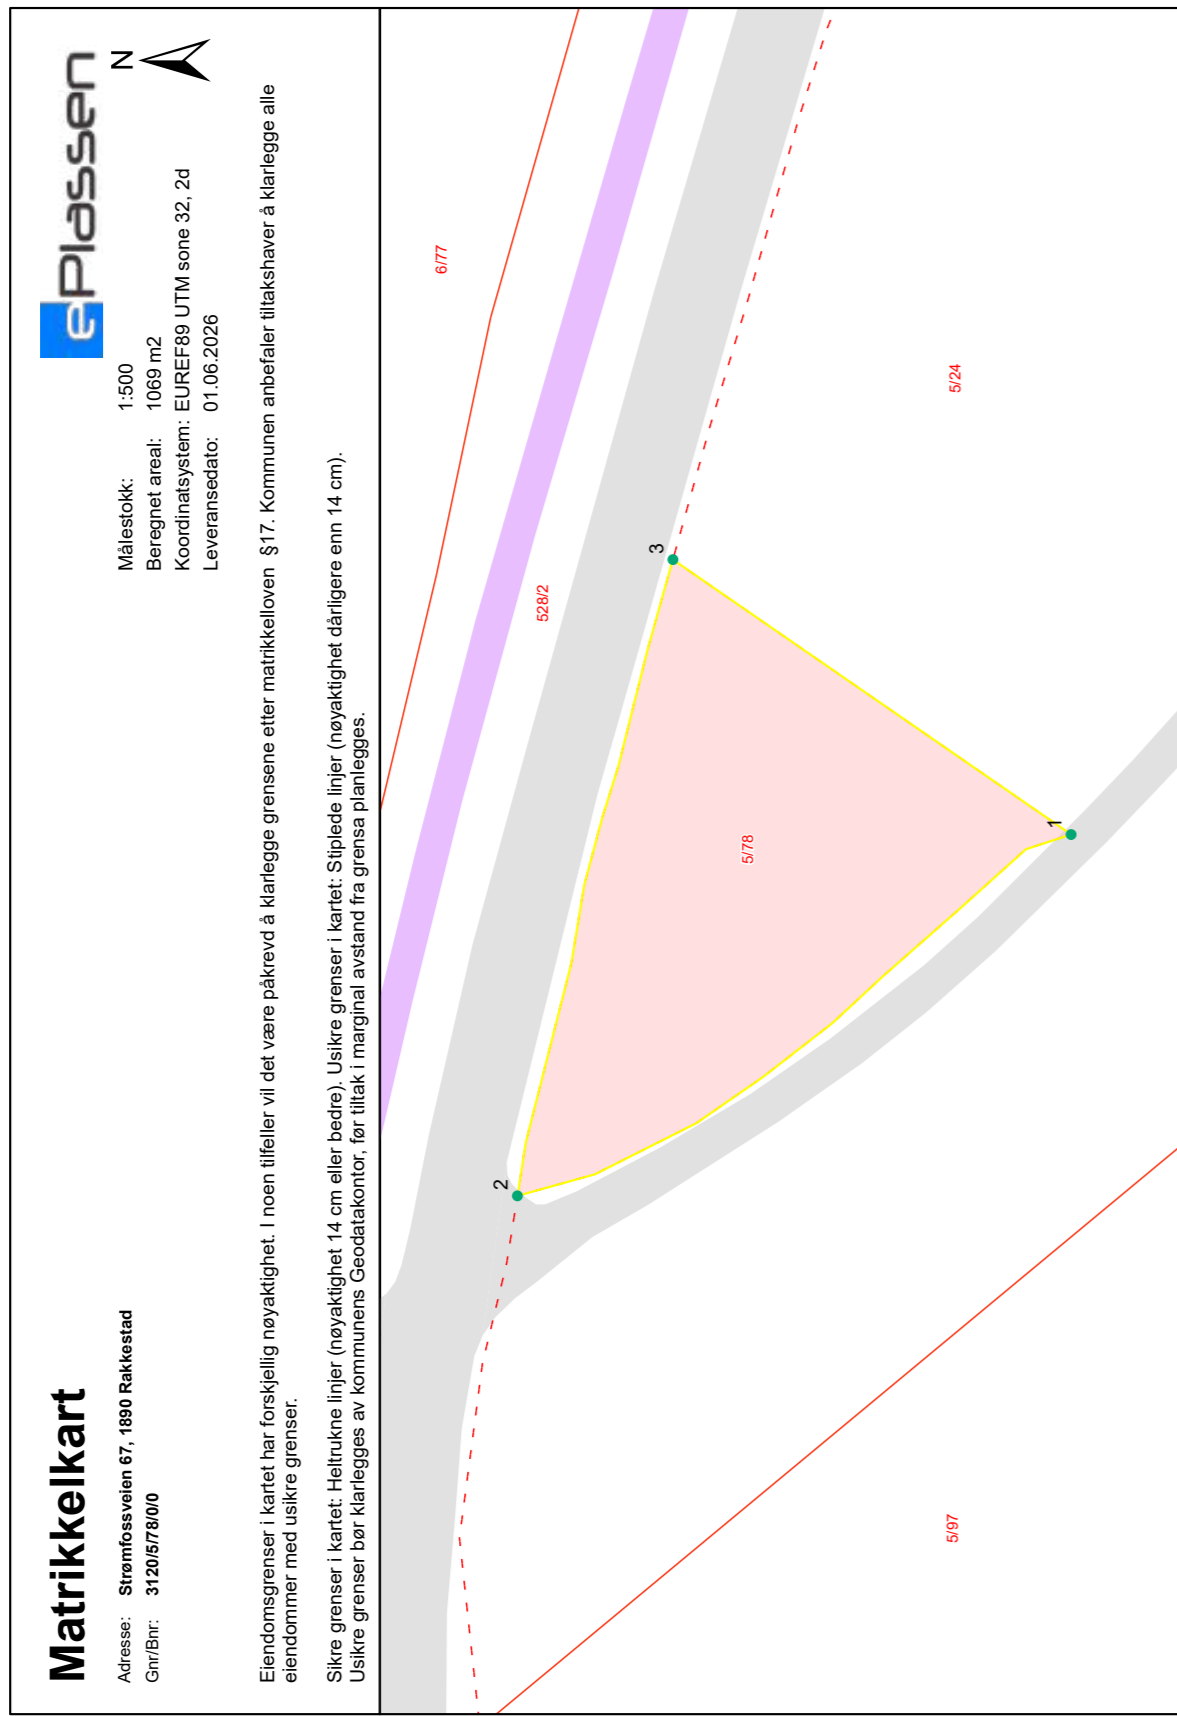 Matrikkelkart
Adresse: Strømfossveien 67, 1890 Rakkestad
Gnr/Bnr: 3120/5/78/0/0
ePlassen
N
Målestokk: 1:500
Beregnet areal: 1069 m2
Koordinatsystem: EUREF89 UTM sone 32, 2d
Leveransedato: 01.06.2026
Eiendomsgrenser i kartet har forskjellig nøyaktighet. I noen tilfeller vil det være påkrevd å klarlegge grensene etter matrikkelloven §17. Kommunen anbefaler tiltakshaver å klarlegge alle
eiendommer med usikre grenser.
Sikre grenser i kartet: Heltrukne linjer (nøyaktighet 14 cm eller bedre). Usikre grenser i kartet: Stiplede linjer (nøyaktighet dårligere enn 14 cm).
Usikre grenser bør klarlegges av kommunens Geodatakontor, før tiltak i marginal avstand fra grensa planlegges.
6/77
528/2
2
3
5/78
5/24
5/97
1